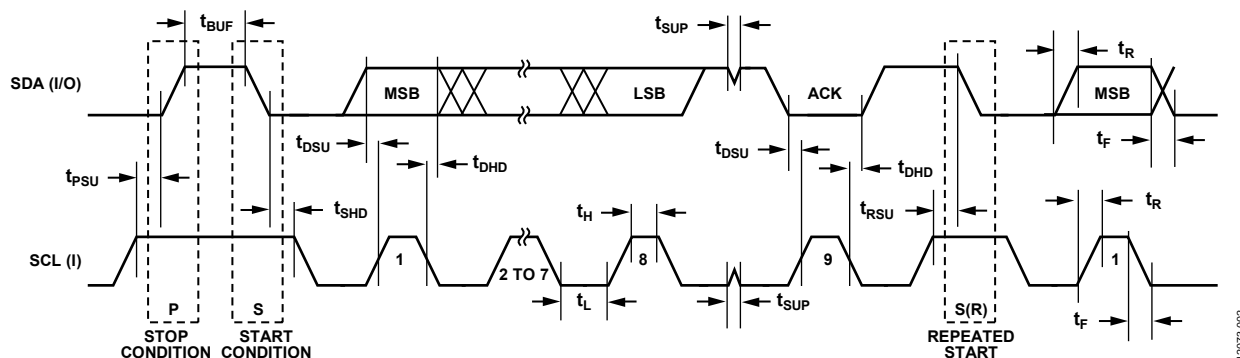 tBUF
tSUP
tR
SDA (I/O)
MSB
LSB
ACK
MSB
tDSU
tDHD
tDSU
tDHD
tF
tPSU
tSHD
tH
tRSU
tR
SCL (I)
1
2 TO 7
8
9
1
tL
tSUP
tF
P
S
S(R)
STOP
CONDITION
START
CONDITION
REPEATED
START